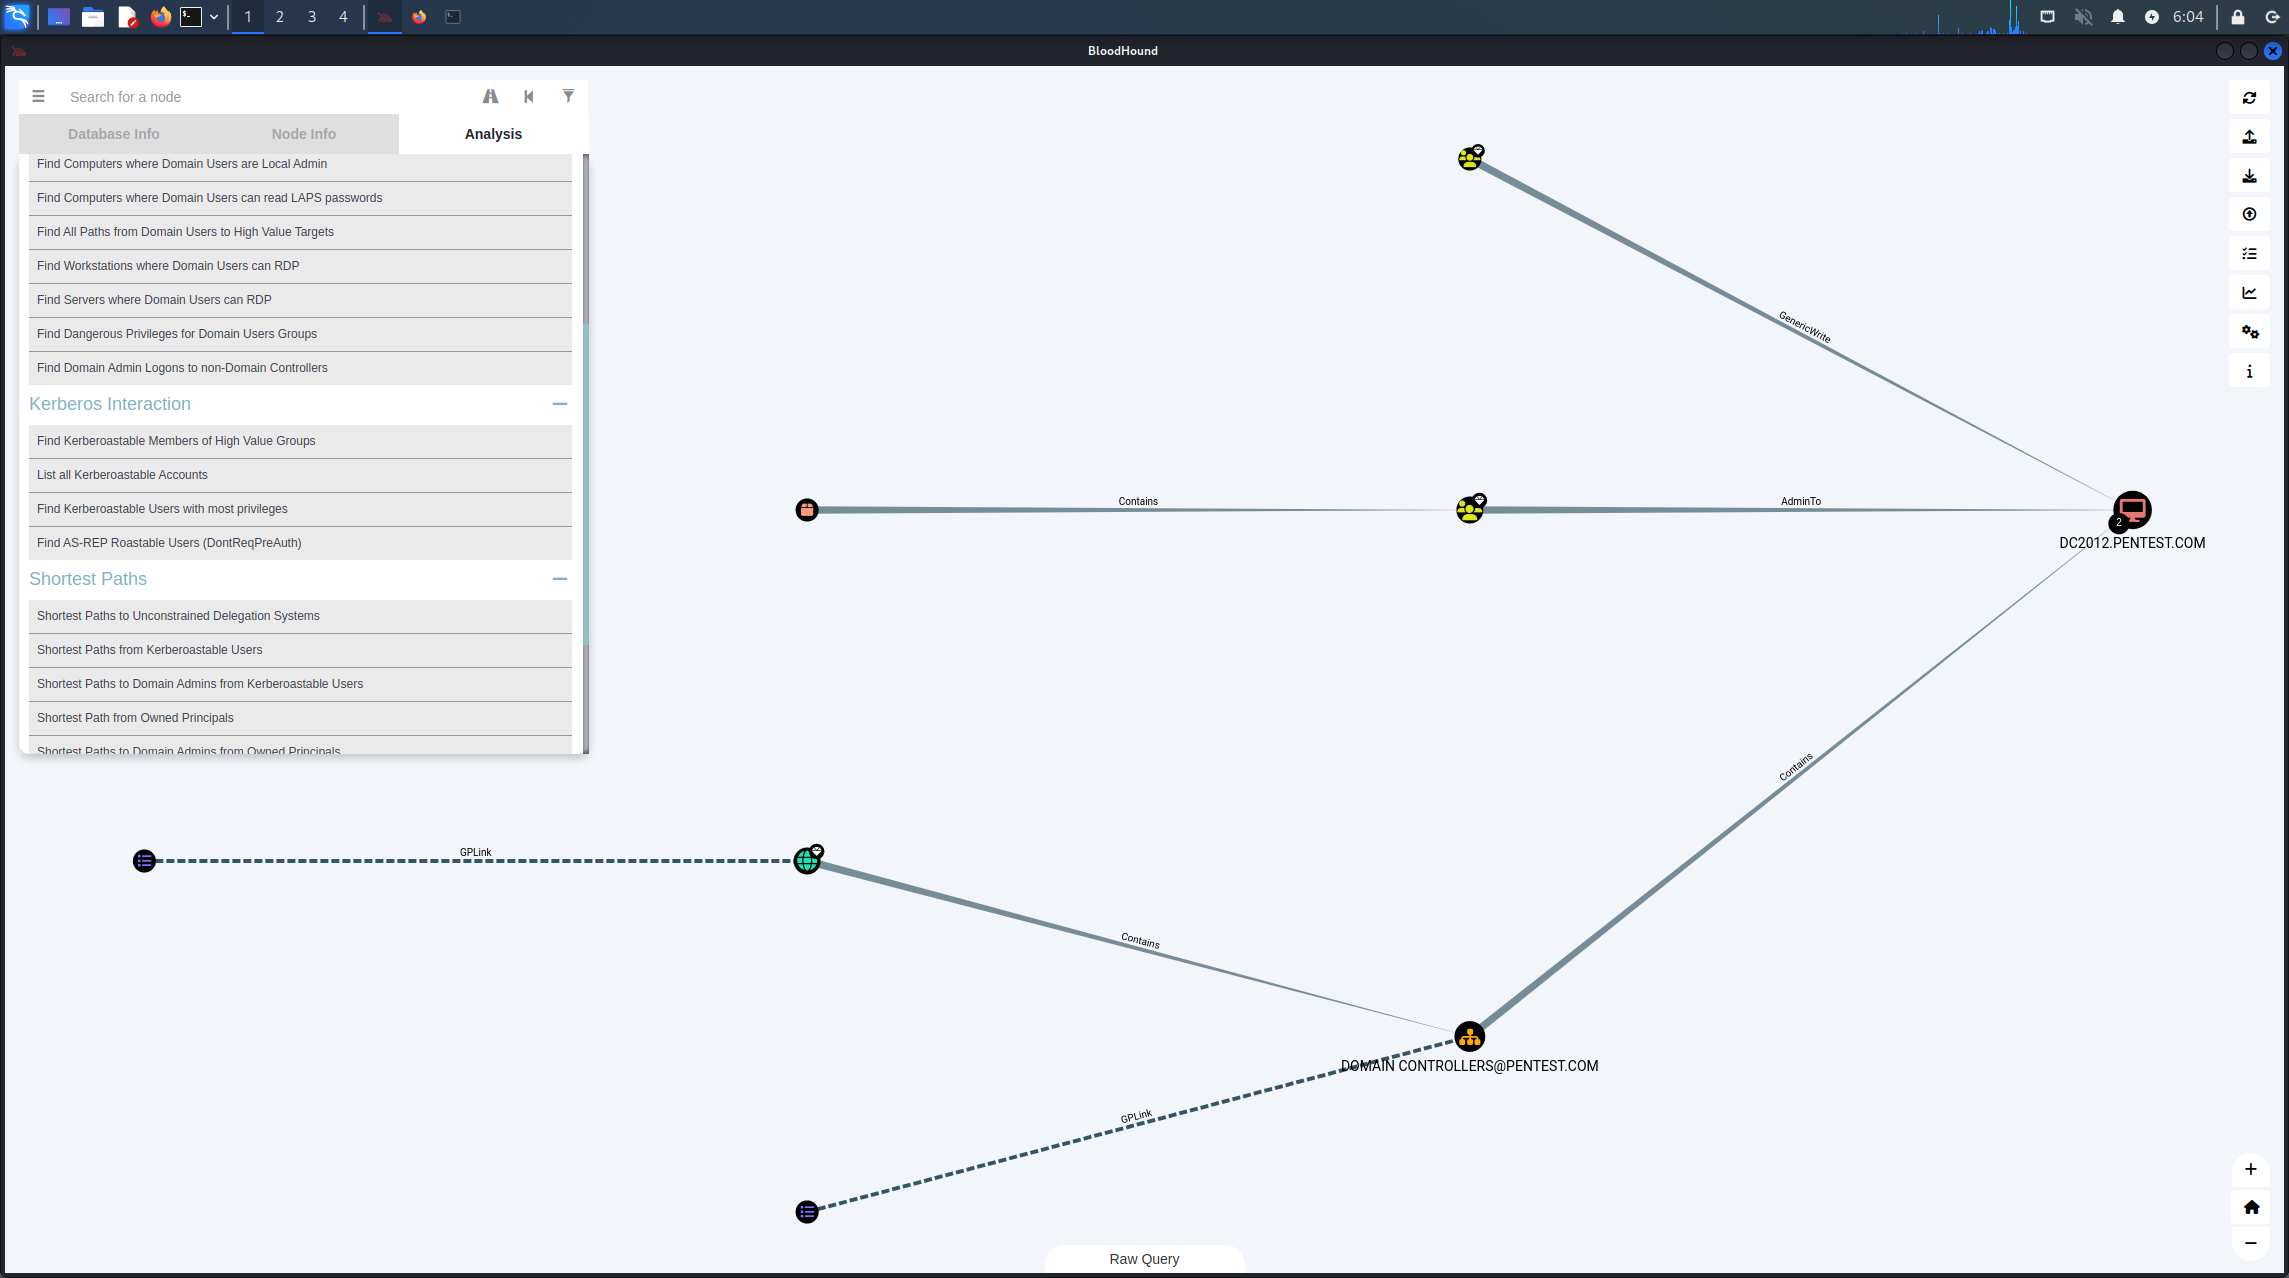 1 2 3 4
6:04
BloodHound
Search for a node
Database Info
Node Info
Analysis
Find Computers where Domain Users are Local Admin
Find Computers where Domain Users can read LAPS passwords
Find All Paths from Domain Users to High Value Targets
Find Workstations where Domain Users can RDP
Find Servers where Domain Users can RDP
Find Dangerous Privileges for Domain Users Groups
Find Domain Admin Logons to non-Domain Controllers
Kerberos Interaction
Find Kerberoastable Members of High Value Groups
List all Kerberoastable Accounts
Find Kerberoastable Users with most privileges
Find AS-REP Roastable Users (DontReqPreAuth)
Shortest Paths
Shortest Paths to Unconstrained Delegation Systems
Shortest Paths from Kerberoastable Users
Shortest Paths to Domain Admins from Kerberoastable Users
Shortest Path from Owned Principals
Shortest Paths to Domain Admins from Owned Principals
GenericWrite
Contains
AdminTo
2
DC2012.PENTEST.COM
Contains
GPLink
Contains
DOMAIN CONTROLLERS@PENTEST.COM
GPLink
Raw Query